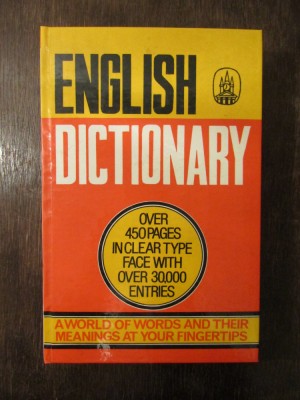 ENGLISH
DICTIONARY
OVER
450 PAGES
IN CLEAR TYPE
FACE WITH
OVER 30,000
ENTRIES
A WORLD OF WORDS AND THEIR
MEANINGS AT YOUR FINGERTIPS